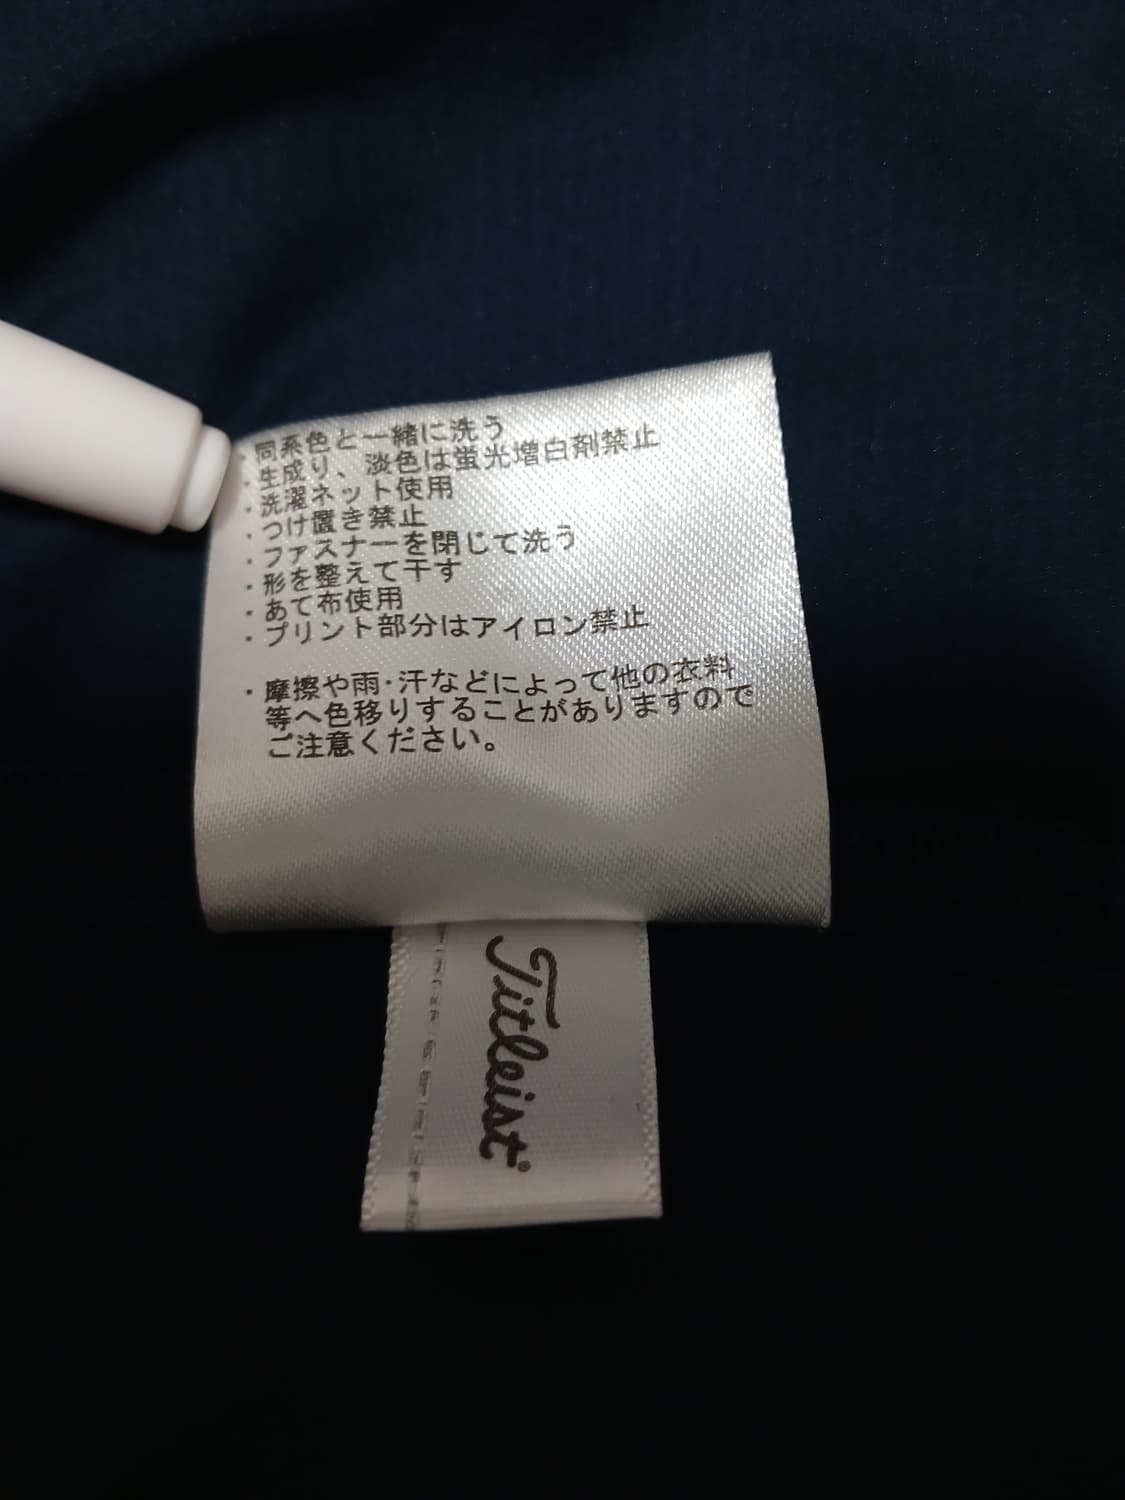 ・同系色と一緒に洗う
・生成り、淡色は蛍光増白剤禁止
・洗濯ネット使用
・つけ置き禁止
・ファスナーを閉じて洗う
・形を整えて干す
・あて布使用
・プリント部分はアイロン禁止
・摩擦や雨・汗などによって他の衣料
等へ色移りすることがありますので
ご注意ください。
Titleist